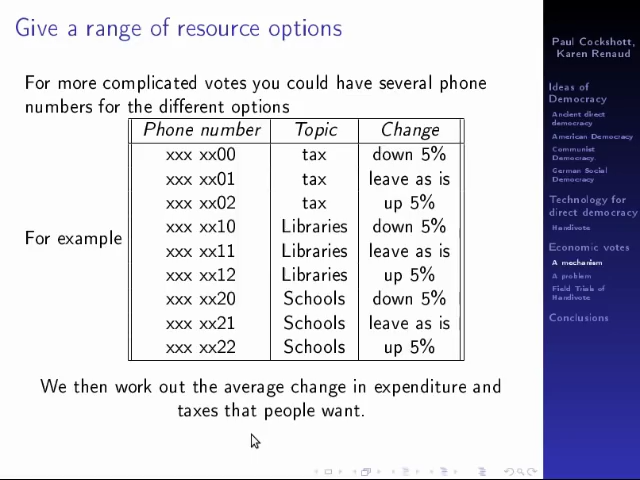 Give a range of resource options
For more complicated votes you could have several phone
numbers for the different options
For example
Phone number Topic Change
xxx xx00 tax down 5%
xxx xx01 tax leave as is
xxx xx02 tax up 5%
xxx xx10 Libraries down 5%
xxx xx11 Libraries leave as is
xxx xx12 Libraries up 5%
xxx xx20 Schools down 5%
xxx xx21 Schools leave as is
xxx xx22 Schools up 5%
We then work out the average change in expenditure and
taxes that people want.
Paul Cockshott,
Karen Renaud
Ideas of
Democracy
Ancient direct
democracy
American Democracy
Communist
Democracy.
German Social
Democracy
Technology for
direct democracy
Handivote
Economic votes
A mechanism
A problem
Field Trials of
Handivote
Conclusions